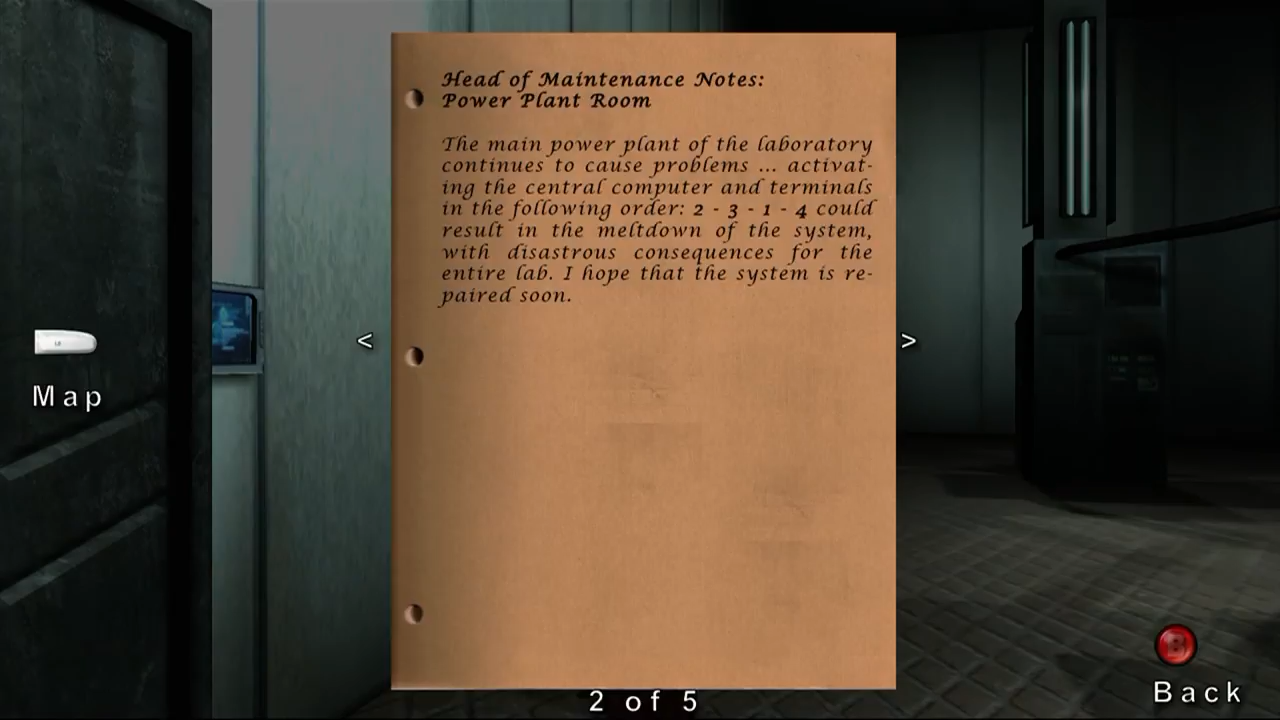 Head of Maintenance Notes:
Power Plant Room
The main power plant of the laboratory
continues to cause problems ... activat-
ing the central computer and terminals
in the following order: 2 - 3 - 1 - 4 could
result in the meltdown of the system,
with disastrous consequences for the
entire lab. I hope that the system is re-
paired soon.
<
>
LB
Map
2 of 5
B
Back